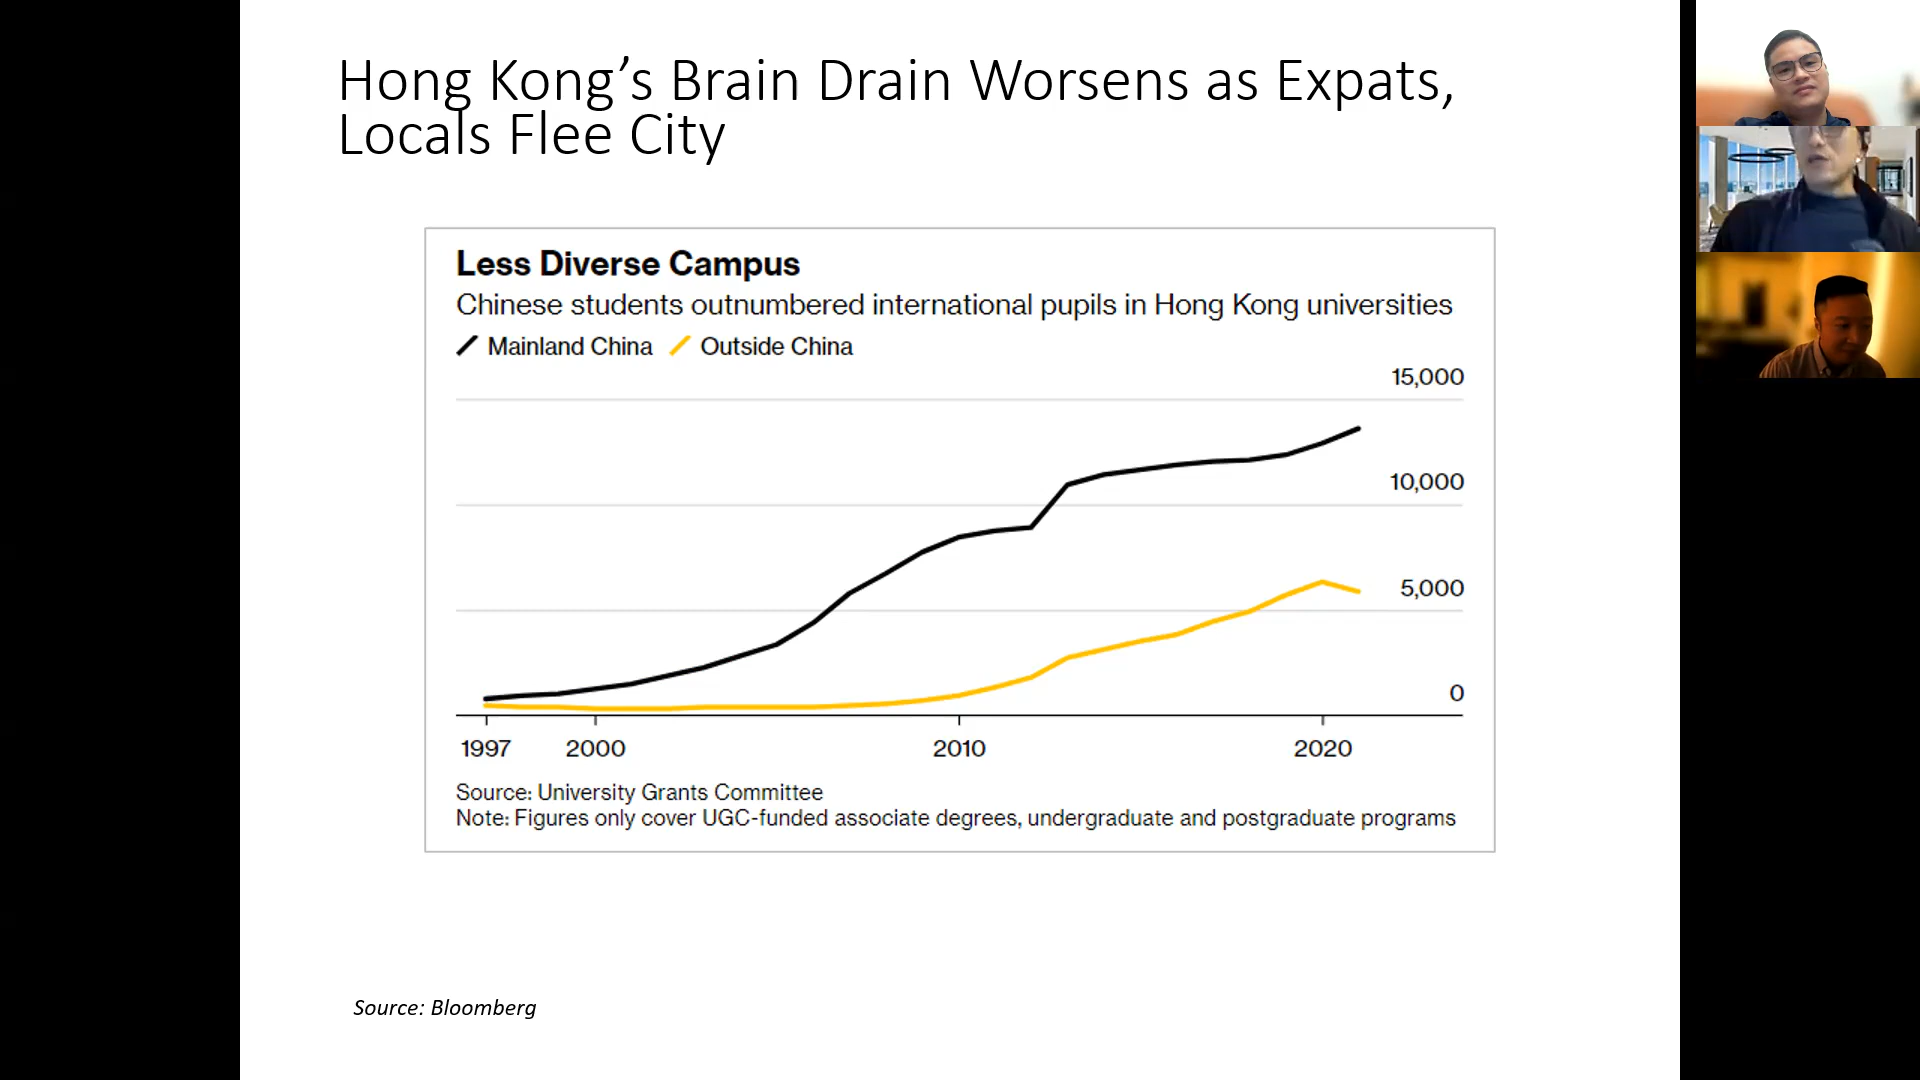 Hong Kong’s Brain Drain Worsens as Expats,
Locals Flee City
Less Diverse Campus
Chinese students outnumbered international pupils in Hong Kong universities
Mainland China Outside China
15,000
10,000
5,000
0
1997 2000 2010 2020
Source: University Grants Committee
Note: Figures only cover UGC-funded associate degrees, undergraduate and postgraduate programs
Source: Bloomberg